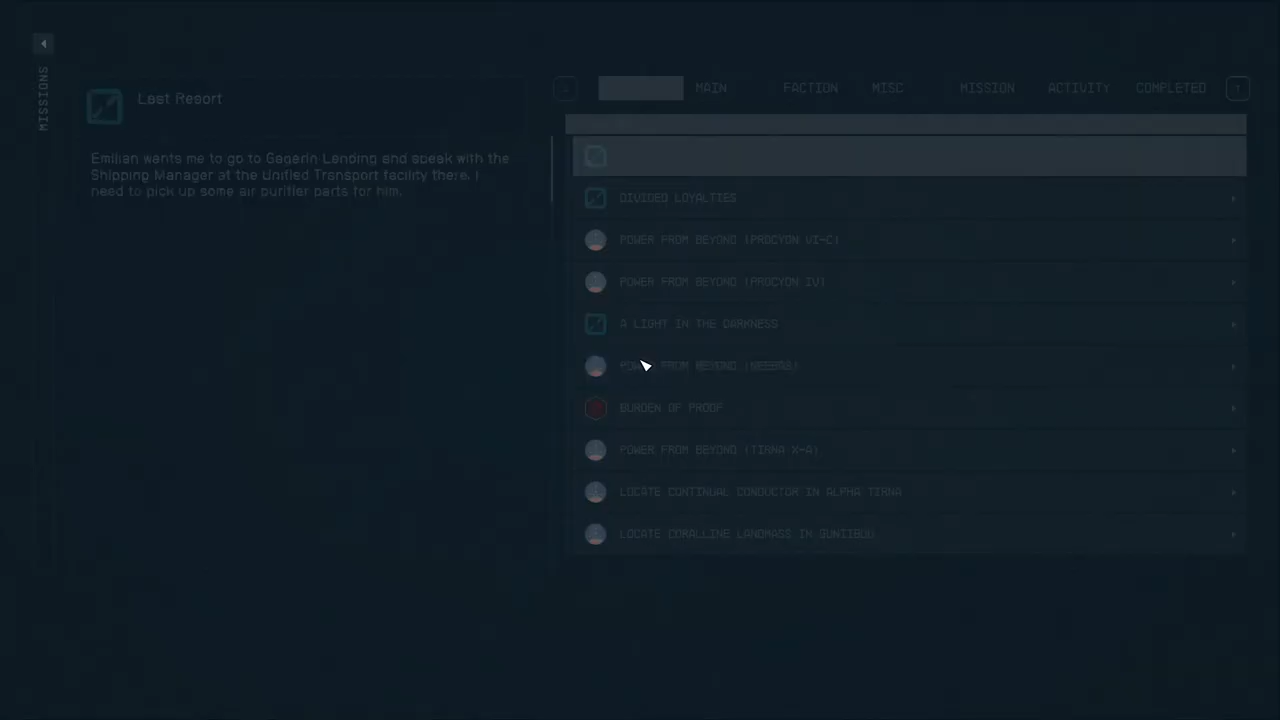 MISSIONS
Last Resort
Emilian wants me to go to Gagarin Landing and speak with the
Shipping Manager at the Unified Transport facility there. I
need to pick up some air purifier parts for him.
MAIN FACTION MISC MISSION ACTIVITY COMPLETED
DIVIDED LOYALTIES
POWER FROM BEYOND (PROCYON VI-C)
POWER FROM BEYOND (PROCYON IV)
A LIGHT IN THE DARKNESS
POWER FROM BEYOND
BURDEN OF PROOF
POWER FROM BEYOND (TIRNA X-A)
LOCATE CONTINUAL CONDUCTOR IN ALPHA TIRNA
LOCATE CORALLINE LANDMASS IN GUNIIBUU